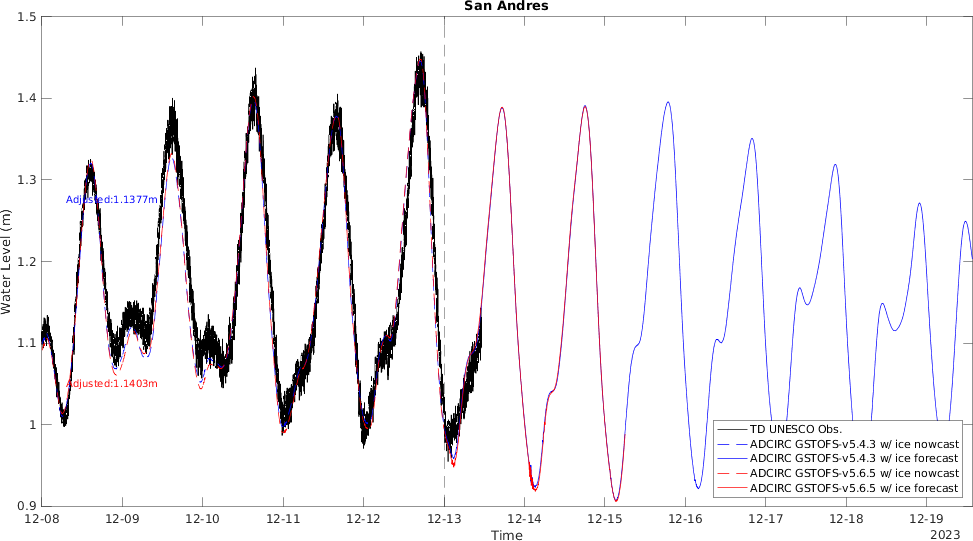 San Andres
1.5
1.4
1.3
1.2
1.1
1
0.9
Water Level (m)
Adjusted:1.1377m
Adjusted:1.1403m
TD UNESCO Obs.
ADCIRC GSTOFS-v5.4.3 w/ ice nowcast
ADCIRC GSTOFS-v5.4.3 w/ ice forecast
ADCIRC GSTOFS-v5.6.5 w/ ice nowcast
ADCIRC GSTOFS-v5.6.5 w/ ice forecast
12-08 12-09 12-10 12-11 12-12 12-13 12-14 12-15 12-16 12-17 12-18 12-19
Time
2023